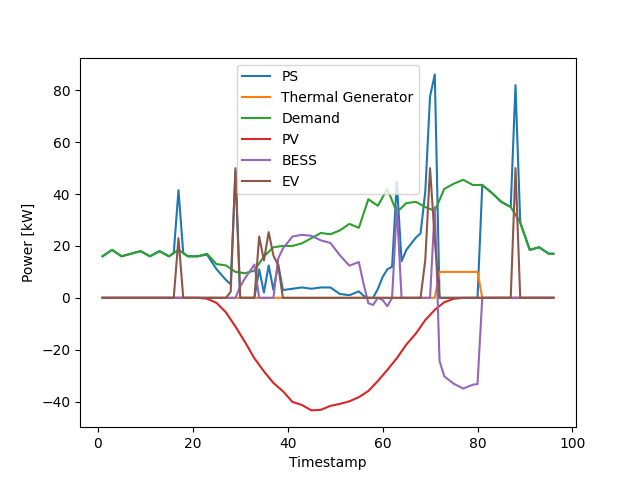 PS
Thermal Generator
Demand
PV
BESS
EV
Power [kW]
80
60
40
20
0
−20
−40
0 20 40 60 80 100
Timestamp